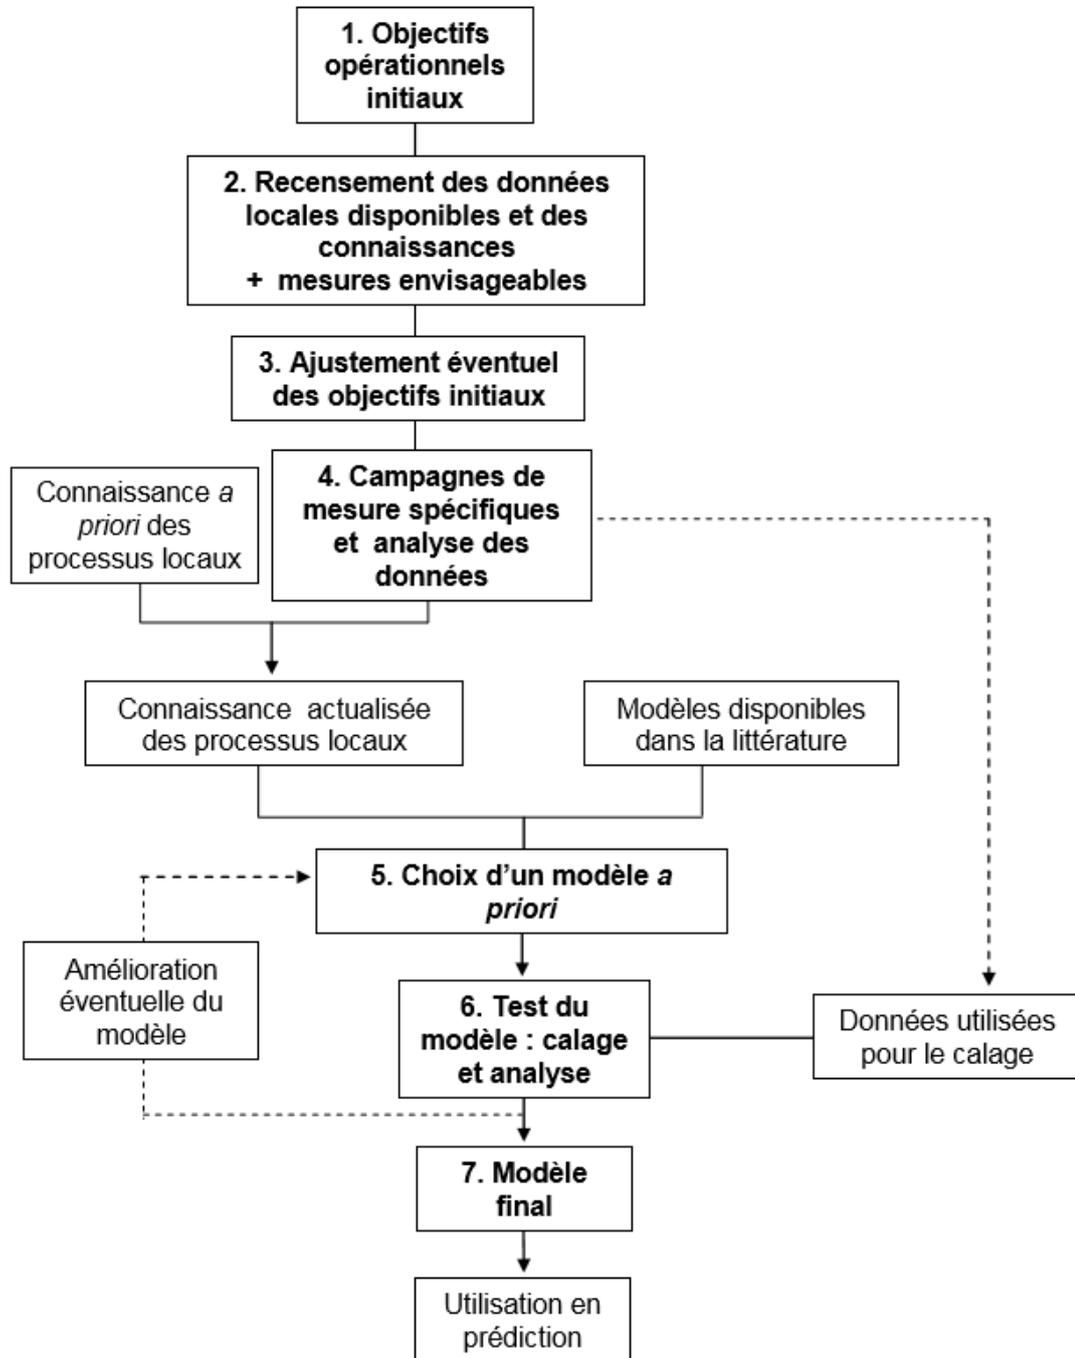 1. Objectifs
opérationnels
initiaux
2. Recensement des données
locales disponibles et des
connaissances
+ mesures envisageables
3. Ajustement éventuel
des objectifs initiaux
4. Campagnes de
mesure spécifiques
et analyse des
données
Connaissance a
priori des
processus locaux
Connaissance actualisée
des processus locaux
Modèles disponibles
dans la littérature
5. Choix d’un modèle a
priori
Amélioration
éventuelle du
modèle
6. Test du
modèle : calage
et analyse
Données utilisées
pour le calage
7. Modèle
final
Utilisation en
prédiction